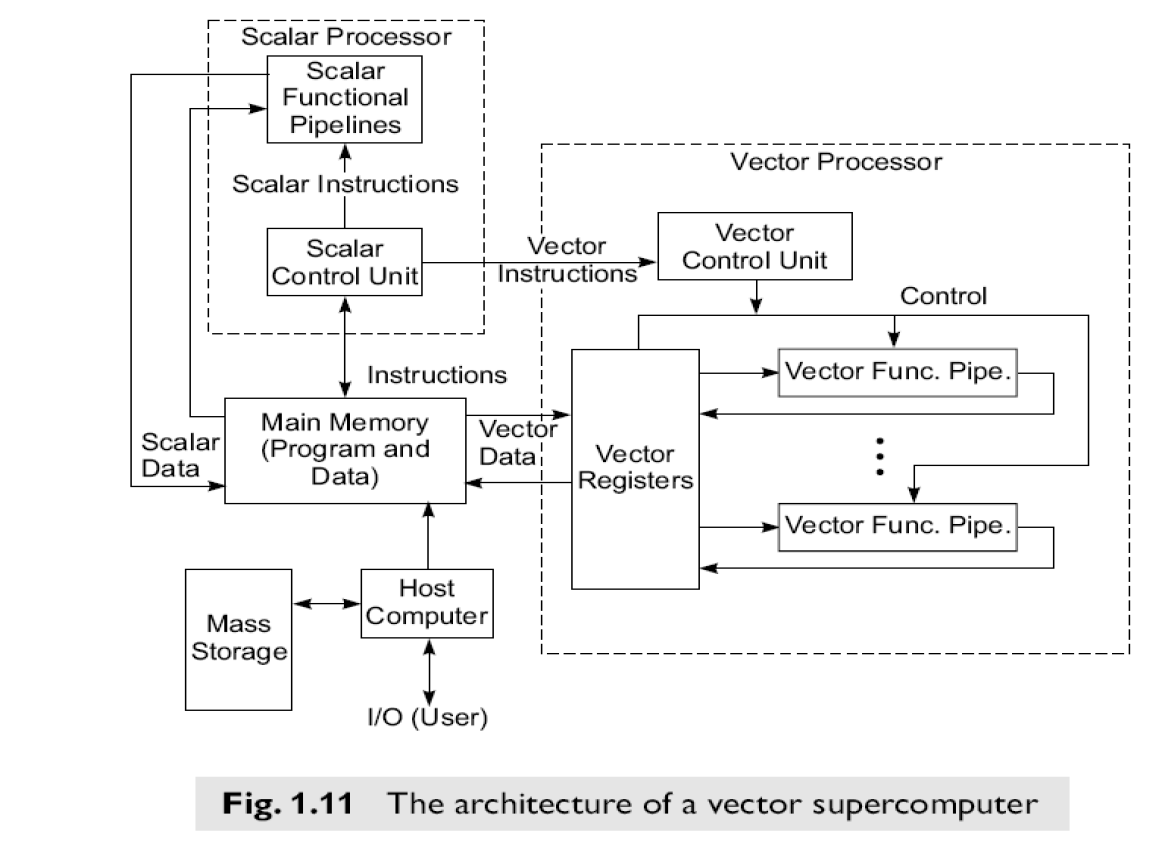 Scalar Processor
Scalar
Functional
Pipelines
Scalar Instructions
Scalar
Control Unit
Vector
Instructions
Vector Processor
Vector
Control Unit
Control
Vector Func. Pipe.
Instructions
Main Memory
(Program and
Data)
Scalar
Data
Vector
Data
Vector
Registers
Vector Func. Pipe.
Host
Computer
Mass
Storage
I/O (User)
Fig. 1.11 The architecture of a vector supercomputer